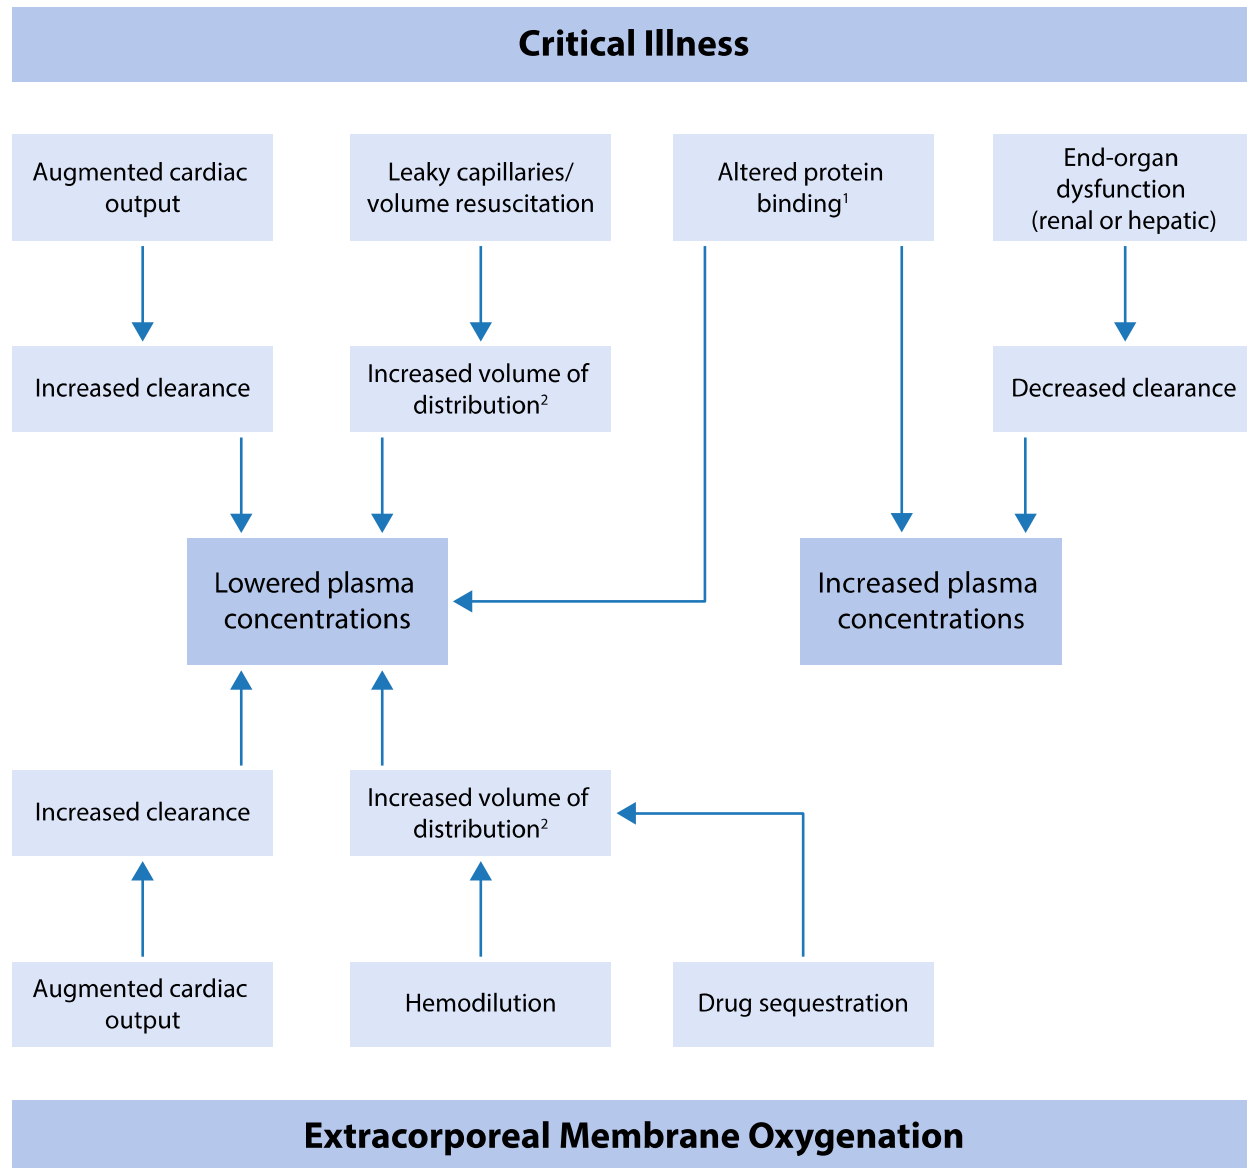 Critical Illness
Augmented cardiac
output
Leaky capillaries/
volume resuscitation
Altered protein
binding¹
End-organ
dysfunction
(renal or hepatic)
Increased clearance
Increased volume of
distribution²
Decreased clearance
Lowered plasma
concentrations
Increased plasma
concentrations
Increased clearance
Increased volume of
distribution²
Augmented cardiac
output
Hemodilution
Drug sequestration
Extracorporeal Membrane Oxygenation